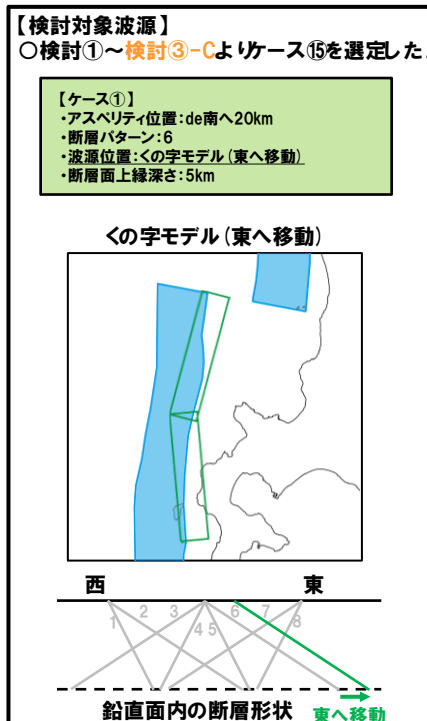 【検討対象波源】
○検討①～検討③-Cよりケース⑮を選定した。
【ケース①】
・アスペリティ位置:de南へ20km
・断層パターン:6
・波源位置:くの字モデル(東へ移動)
・断層面上縁深さ:5km
くの字モデル(東へ移動)
西 東
1 2 3 4 5 6 7 8
鉛直面内の断層形状 東へ移動